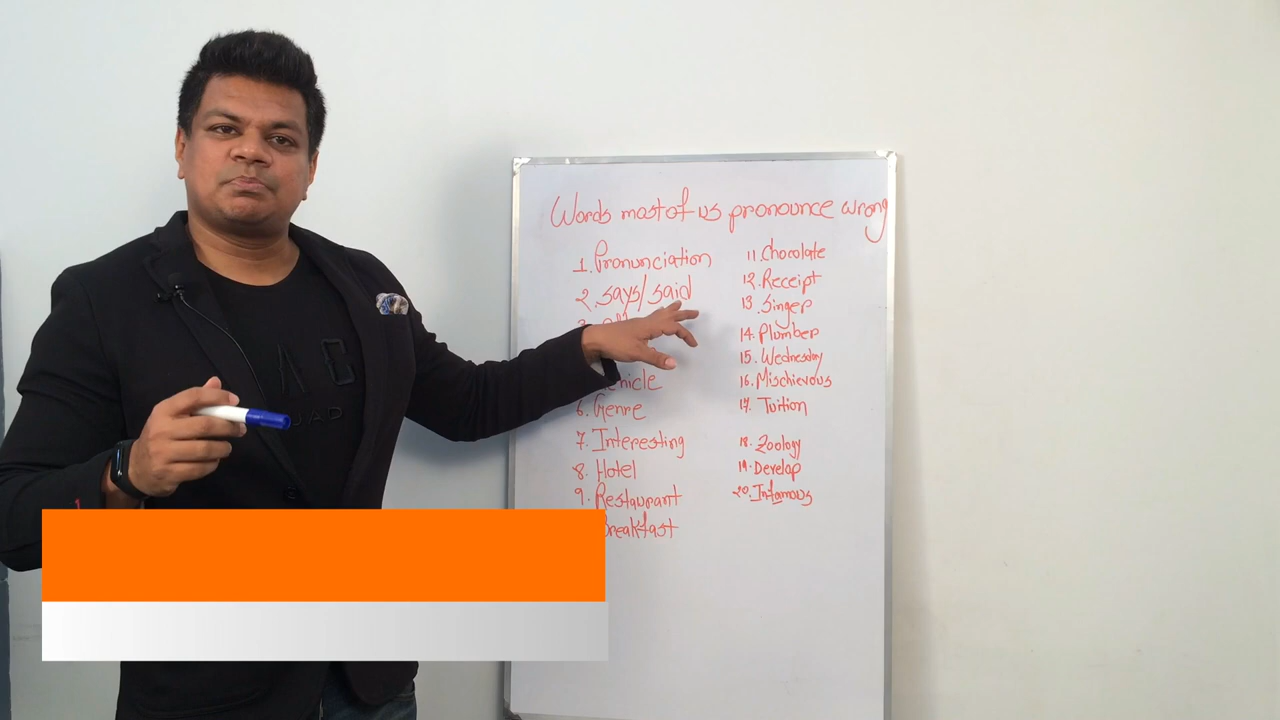 Words most of us pronounce wrong
1. Pronunciation
2. says/said
6. Genre
7. Interesting
8. Hotel
9. Restaurant
Breakfast
11. Chocolate
12. Receipt
13. Singer
14. Plumber
15. Wednesday
16. Mischievous
17. Tuition
18. Zoology
19. Develop
20. Infamous